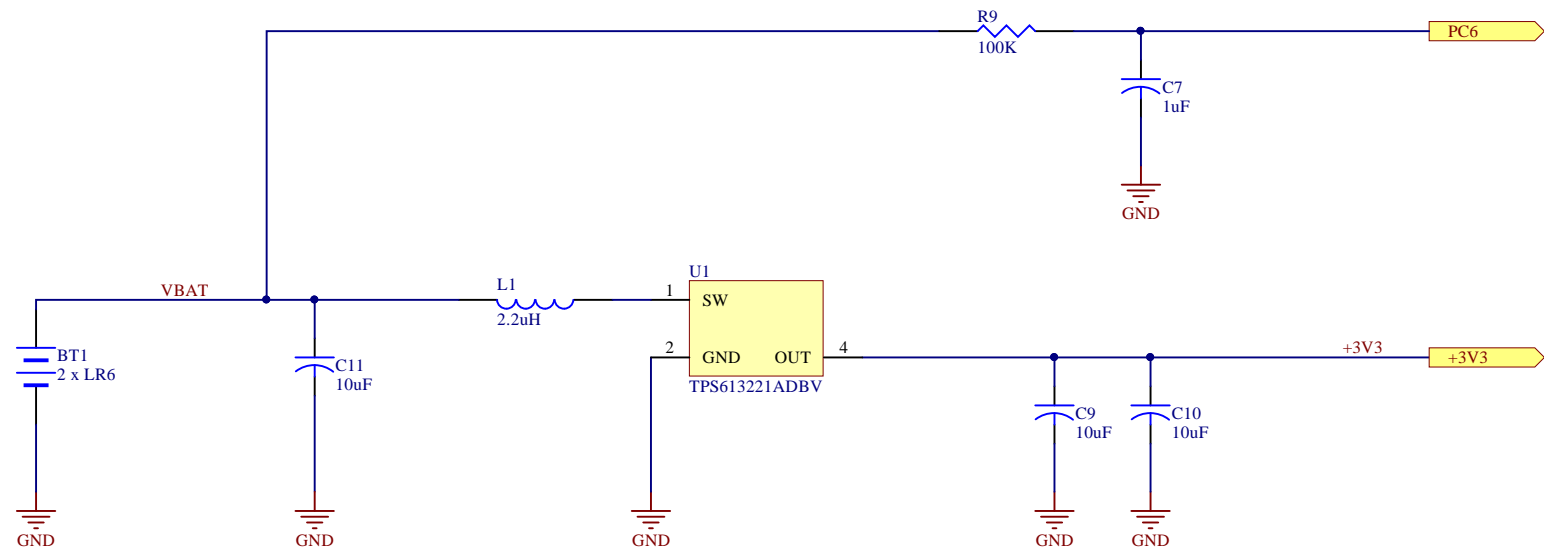 R9
100K
PC6
C7
1uF
GND
VBAT
L1
2.2uH
U1
1
SW
2
GND
OUT
4
TPS613221ADBV
BT1
2 x LR6
C11
10uF
+3V3
+3V3
C9
10uF
C10
10uF
GND
GND
GND
GND
GND